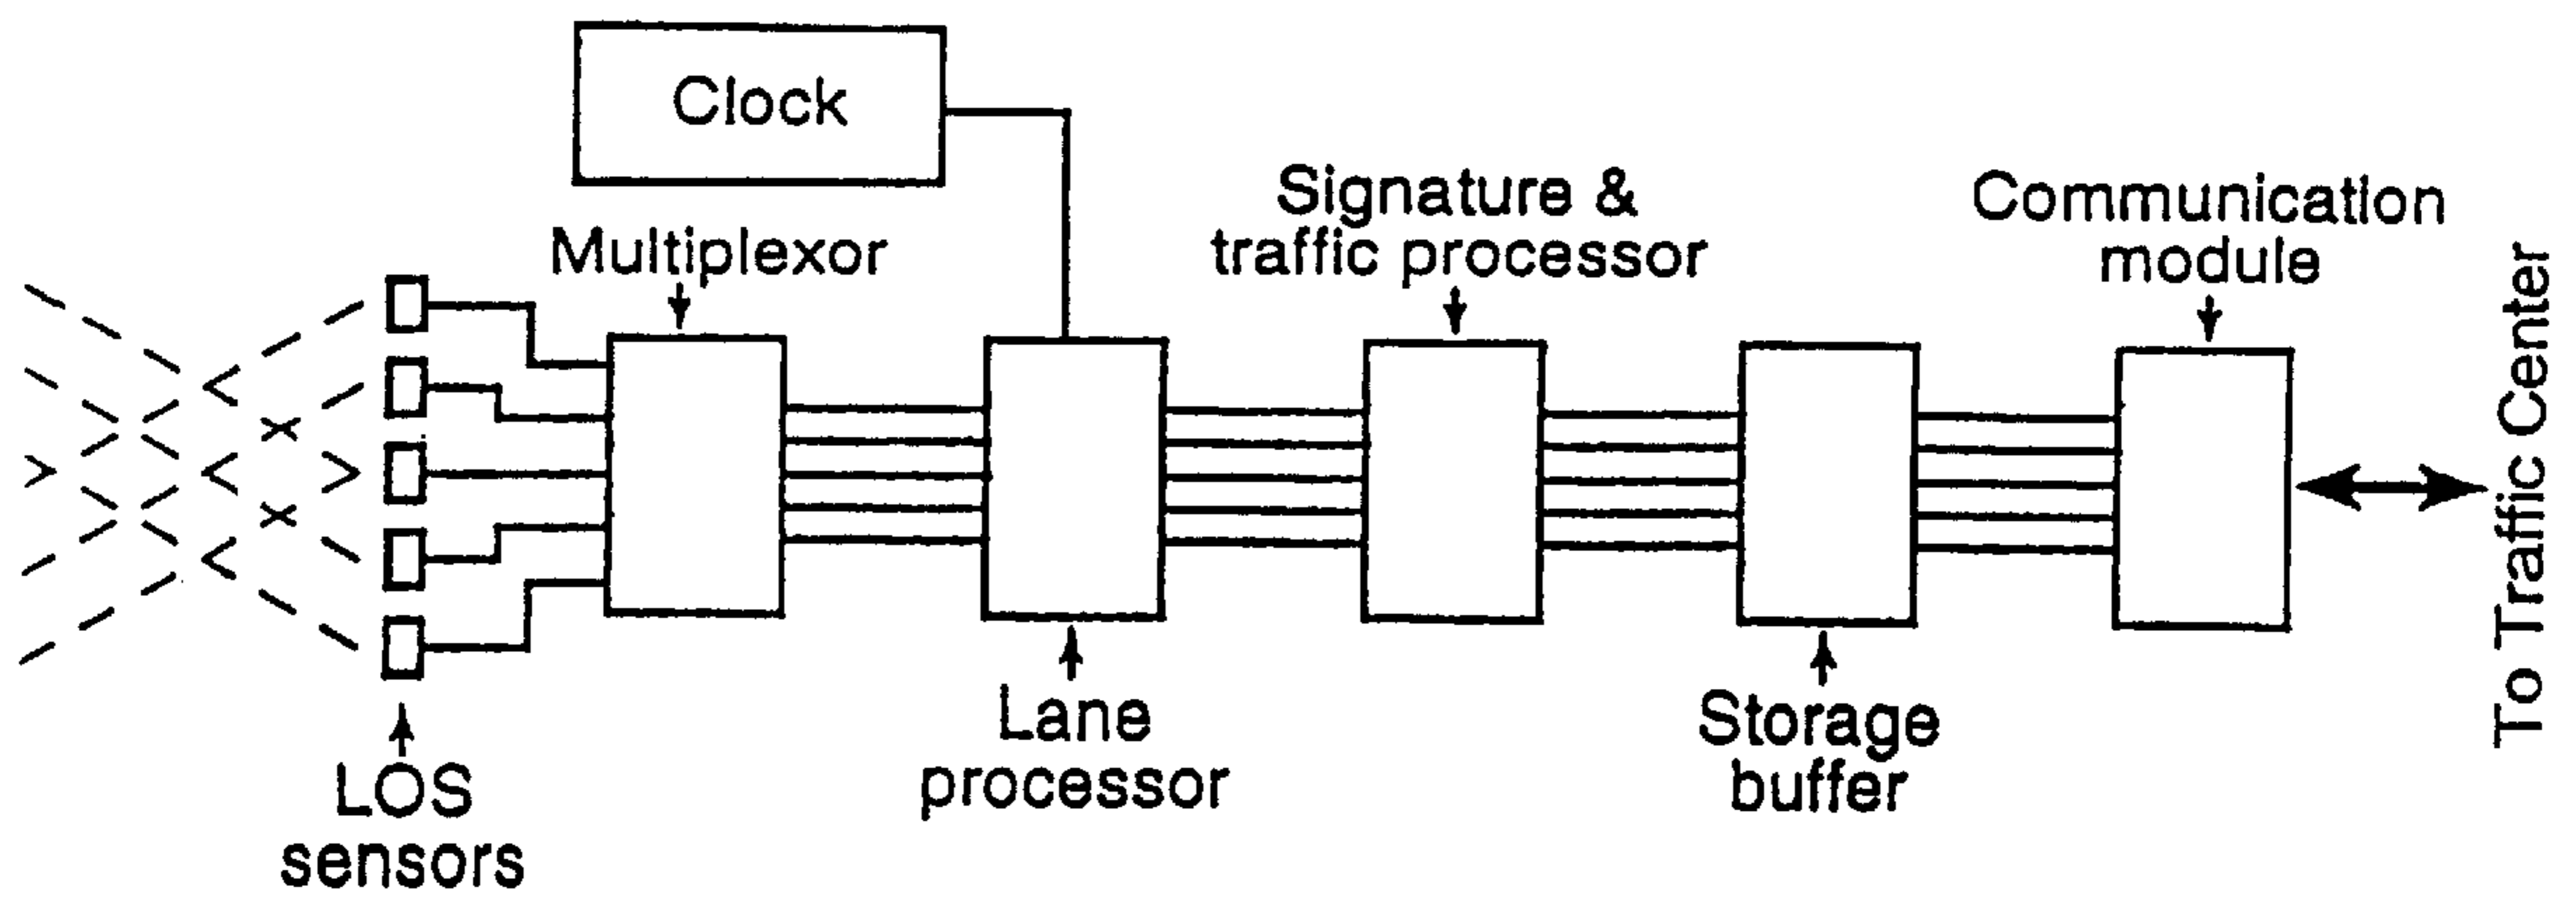 Clock
Multiplexor
Signature &
traffic processor
Communication
module
To Traffic Center
LOS
sensors
Lane
processor
Storage
buffer